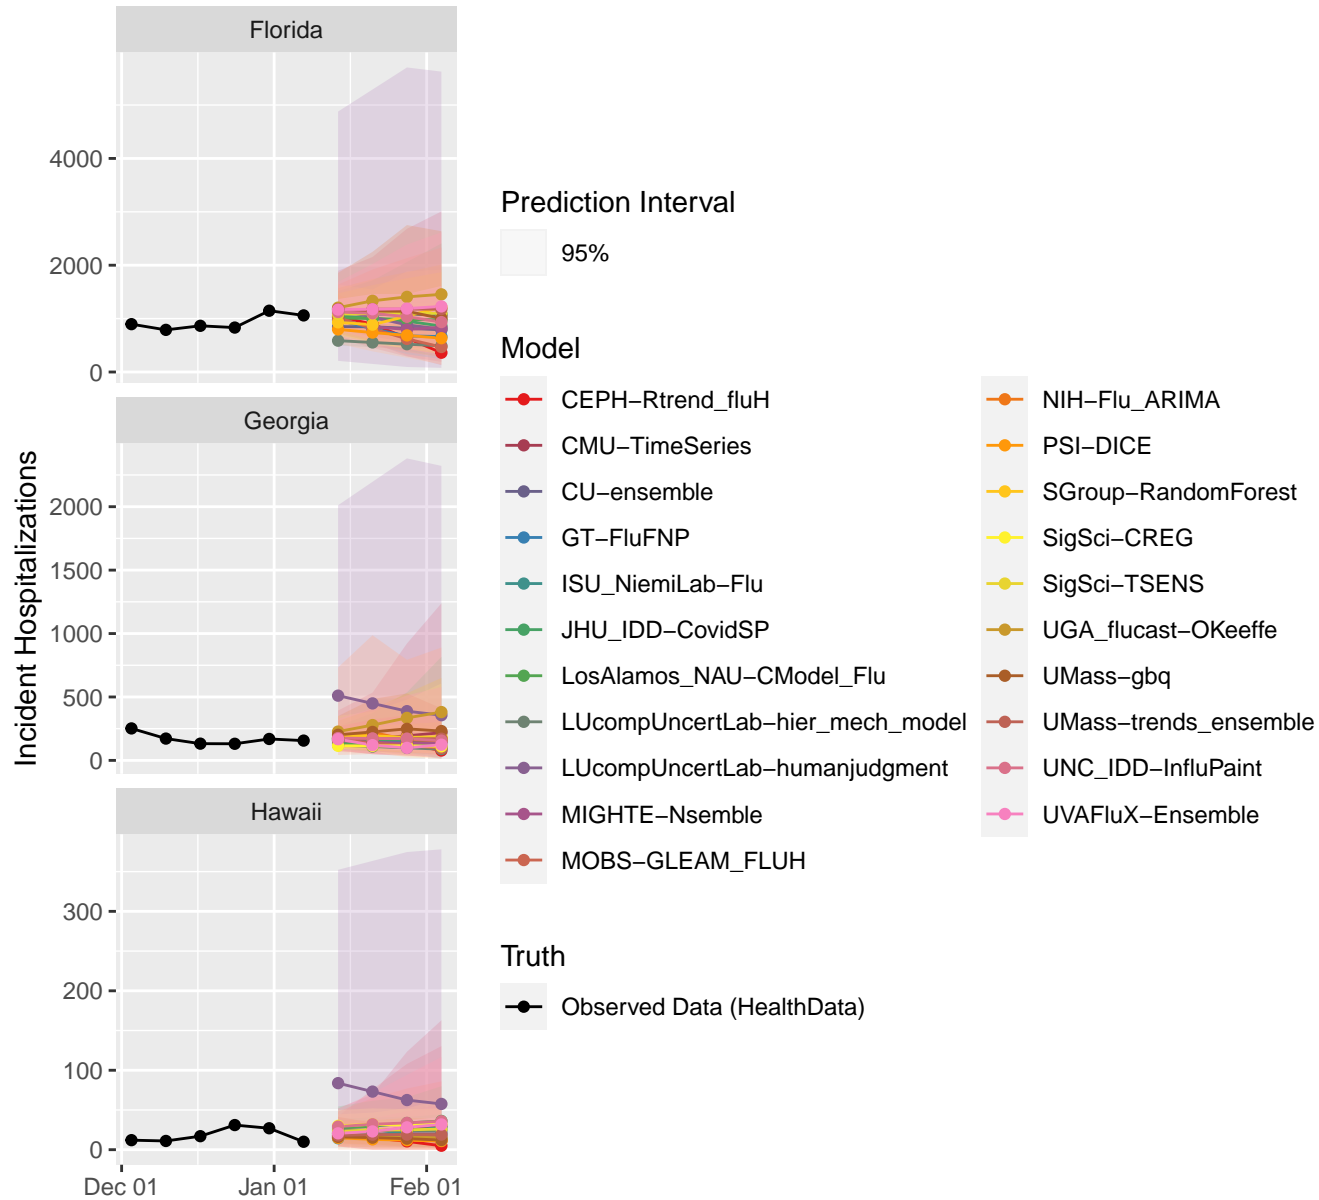 Florida
4000
2000
0
Georgia
2000
1500
1000
500
0
Hawaii
300
200
100
0
Dec 01
Jan 01
Feb 01
Incident Hospitalizations
Prediction Interval
95%
Model
CEPH−Rtrend_fluH
CMU−TimeSeries
CU−ensemble
GT−FluFNP
ISU_NiemiLab−Flu
JHU_IDD−CovidSP
LosAlamos_NAU−CModel_Flu
LUcompUncertLab−hier_mech_model
LUcompUncertLab−humanjudgment
MIGHTE−Nsemble
MOBS−GLEAM_FLUH
NIH−Flu_ARIMA
PSI−DICE
SGroup−RandomForest
SigSci−CREG
SigSci−TSENS
UGA_flucast−OKeeffe
UMass−gbq
UMass−trends_ensemble
UNC_IDD−InfluPaint
UVAFluX−Ensemble
Truth
Observed Data (HealthData)